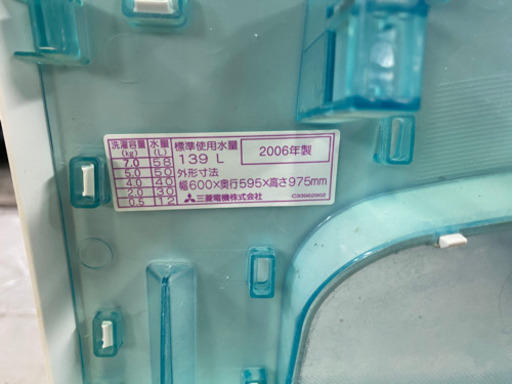 洗濯容量(kg) 水量(L)
7.0 58
5.0 50
4.0 40
2.0 30
0.5 12
標準使用水量
139 L
2006年製
外形寸法
幅600×奥行595×高さ975mm
三菱電機株式会社